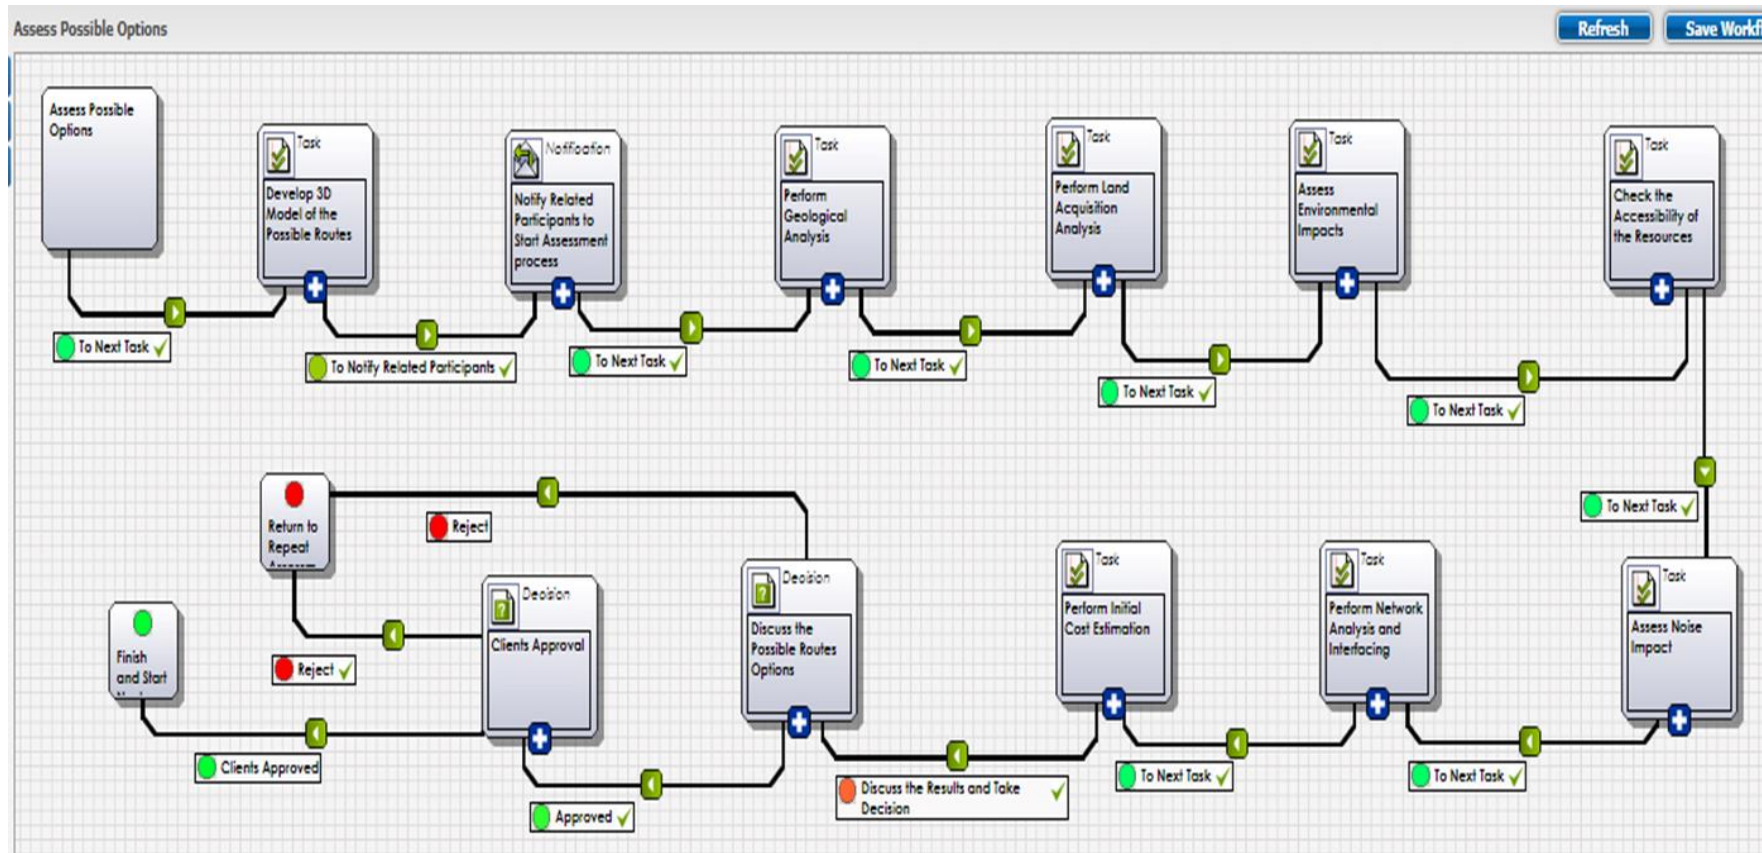 Assess Possible Options
Refresh
Save Workfl
Assess Possible
Options
Task
Develop 3D
Model of the
Possible Routes
Notification
Notify Related
Participants to
Start Assessment
process
Task
Perform
Geological
Analysis
Task
Perform Land
Acquisition
Analysis
Task
Assess
Environmental
Impacts
Task
Check the
Accessibility of
the Resources
To Next Task
To Notify Related Participants
To Next Task
To Next Task
To Next Task
To Next Task
To Next Task
Return to
Repeat
Reject
Finish
and Start
Reject
Decision
Clients Approval
Decision
Discuss the
Possible Routes
Options
Task
Perform Initial
Cost Estimation
Task
Perform Network
Analysis and
Interfacing
Task
Assess Noise
Impact
Clients Approved
Approved
Discuss the Results and Take
Decision
To Next Task
To Next Task